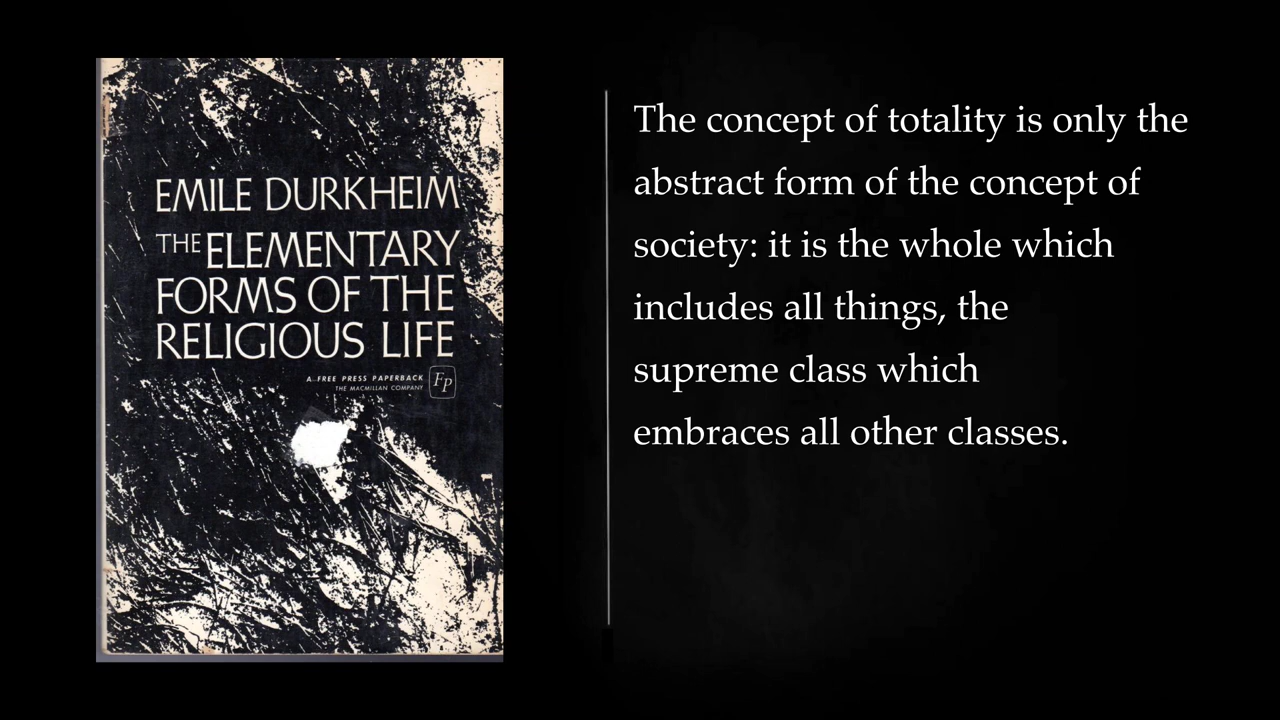 EMILE DURKHEIM
THE ELEMENTARY
FORMS OF THE
RELIGIOUS LIFE
A FREE PRESS PAPERBACK
THE MACMILLAN COMPANY
Fp
The concept of totality is only the
abstract form of the concept of
society: it is the whole which
includes all things, the
supreme class which
embraces all other classes.